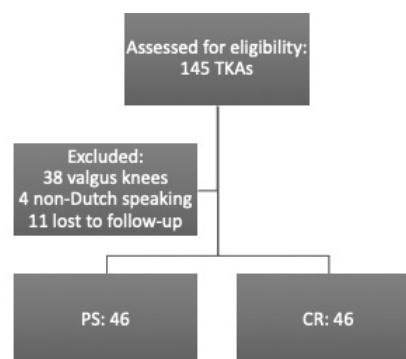 Assessed for eligibility:
145 TKAs
Excluded:
38 valgus knees
4 non-Dutch speaking
11 lost to follow-up
PS: 46
CR: 46